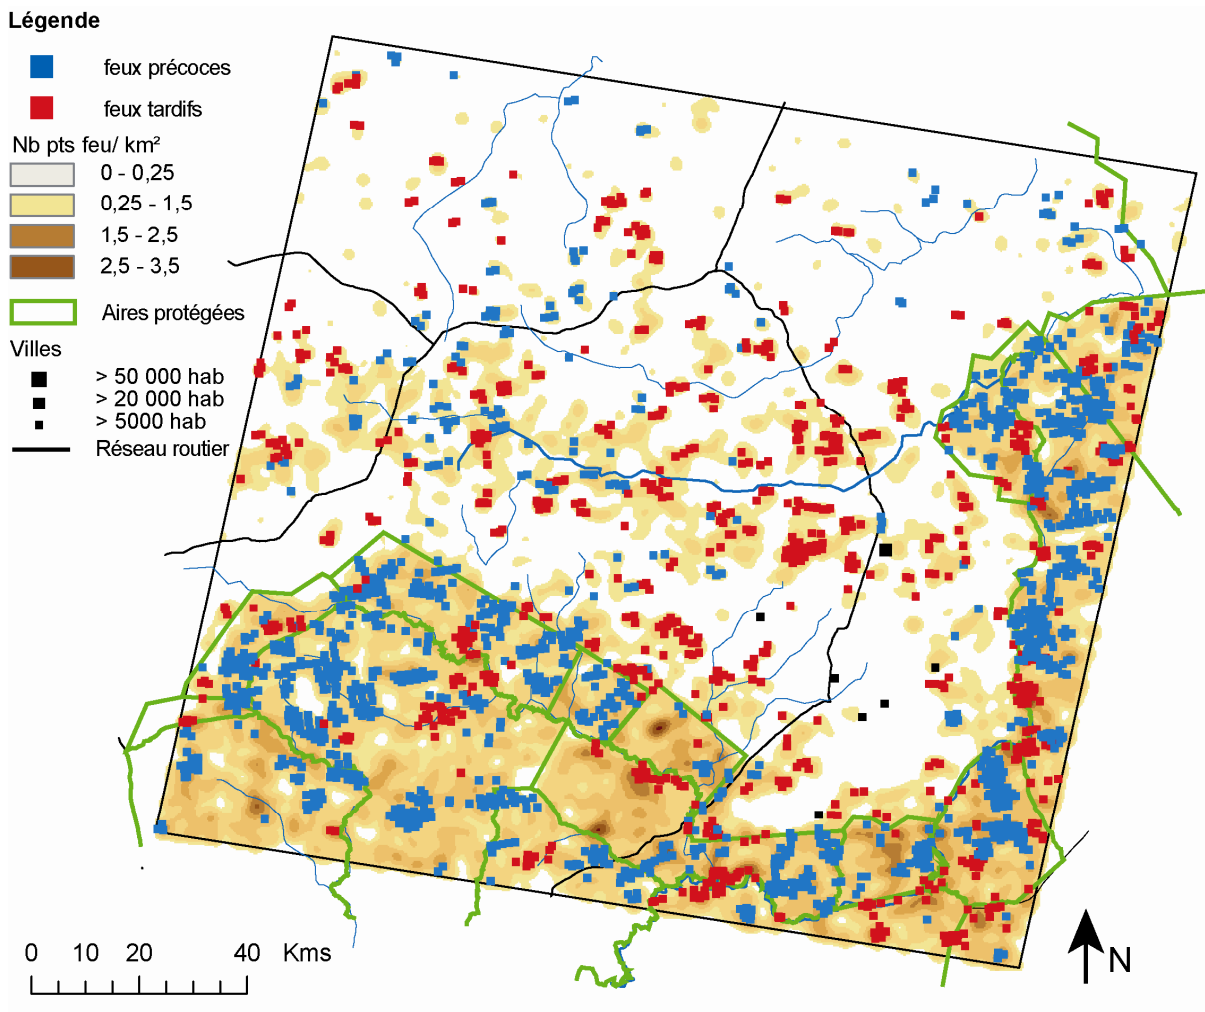 Légende
feux précoces
feux tardifs
Nb pts feu/ km²
0 - 0,25
0,25 - 1,5
1,5 - 2,5
2,5 - 3,5
Aires protégées
Villes
> 50 000 hab
> 20 000 hab
> 5000 hab
Réseau routier
0 10 20 40 Kms
N